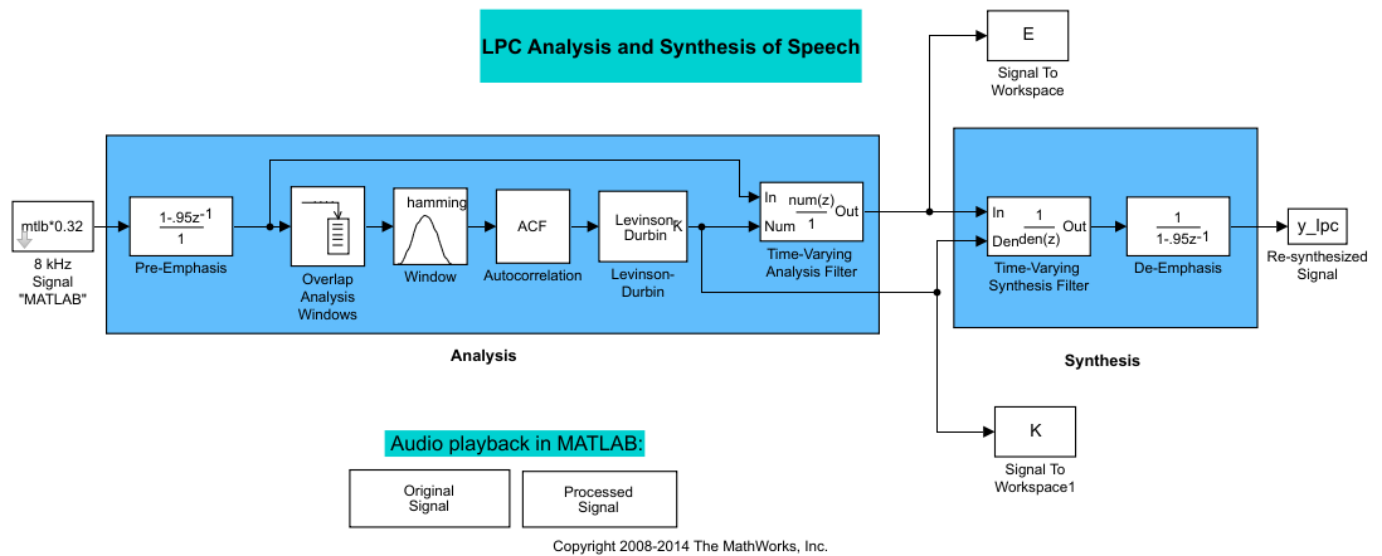 LPC Analysis and Synthesis of Speech
E
Signal To
Workspace
mtlb*0.32
8 kHz
Signal
"MATLAB"
1-.95z-1
1
Pre-Emphasis
Overlap
Analysis
Windows
hamming
Window
ACF
Autocorrelation
Levinson-
Durbin
K
Levinson-
Durbin
In
Num
num(z)
1
Out
Time-Varying
Analysis Filter
Analysis
In
Den
1
den(z)
Out
Time-Varying
Synthesis Filter
1
1-.95z-1
De-Emphasis
Synthesis
y_lpc
Re-synthesized
Signal
K
Signal To
Workspace1
Audio playback in MATLAB:
Original
Signal
Processed
Signal
Copyright 2008-2014 The MathWorks, Inc.